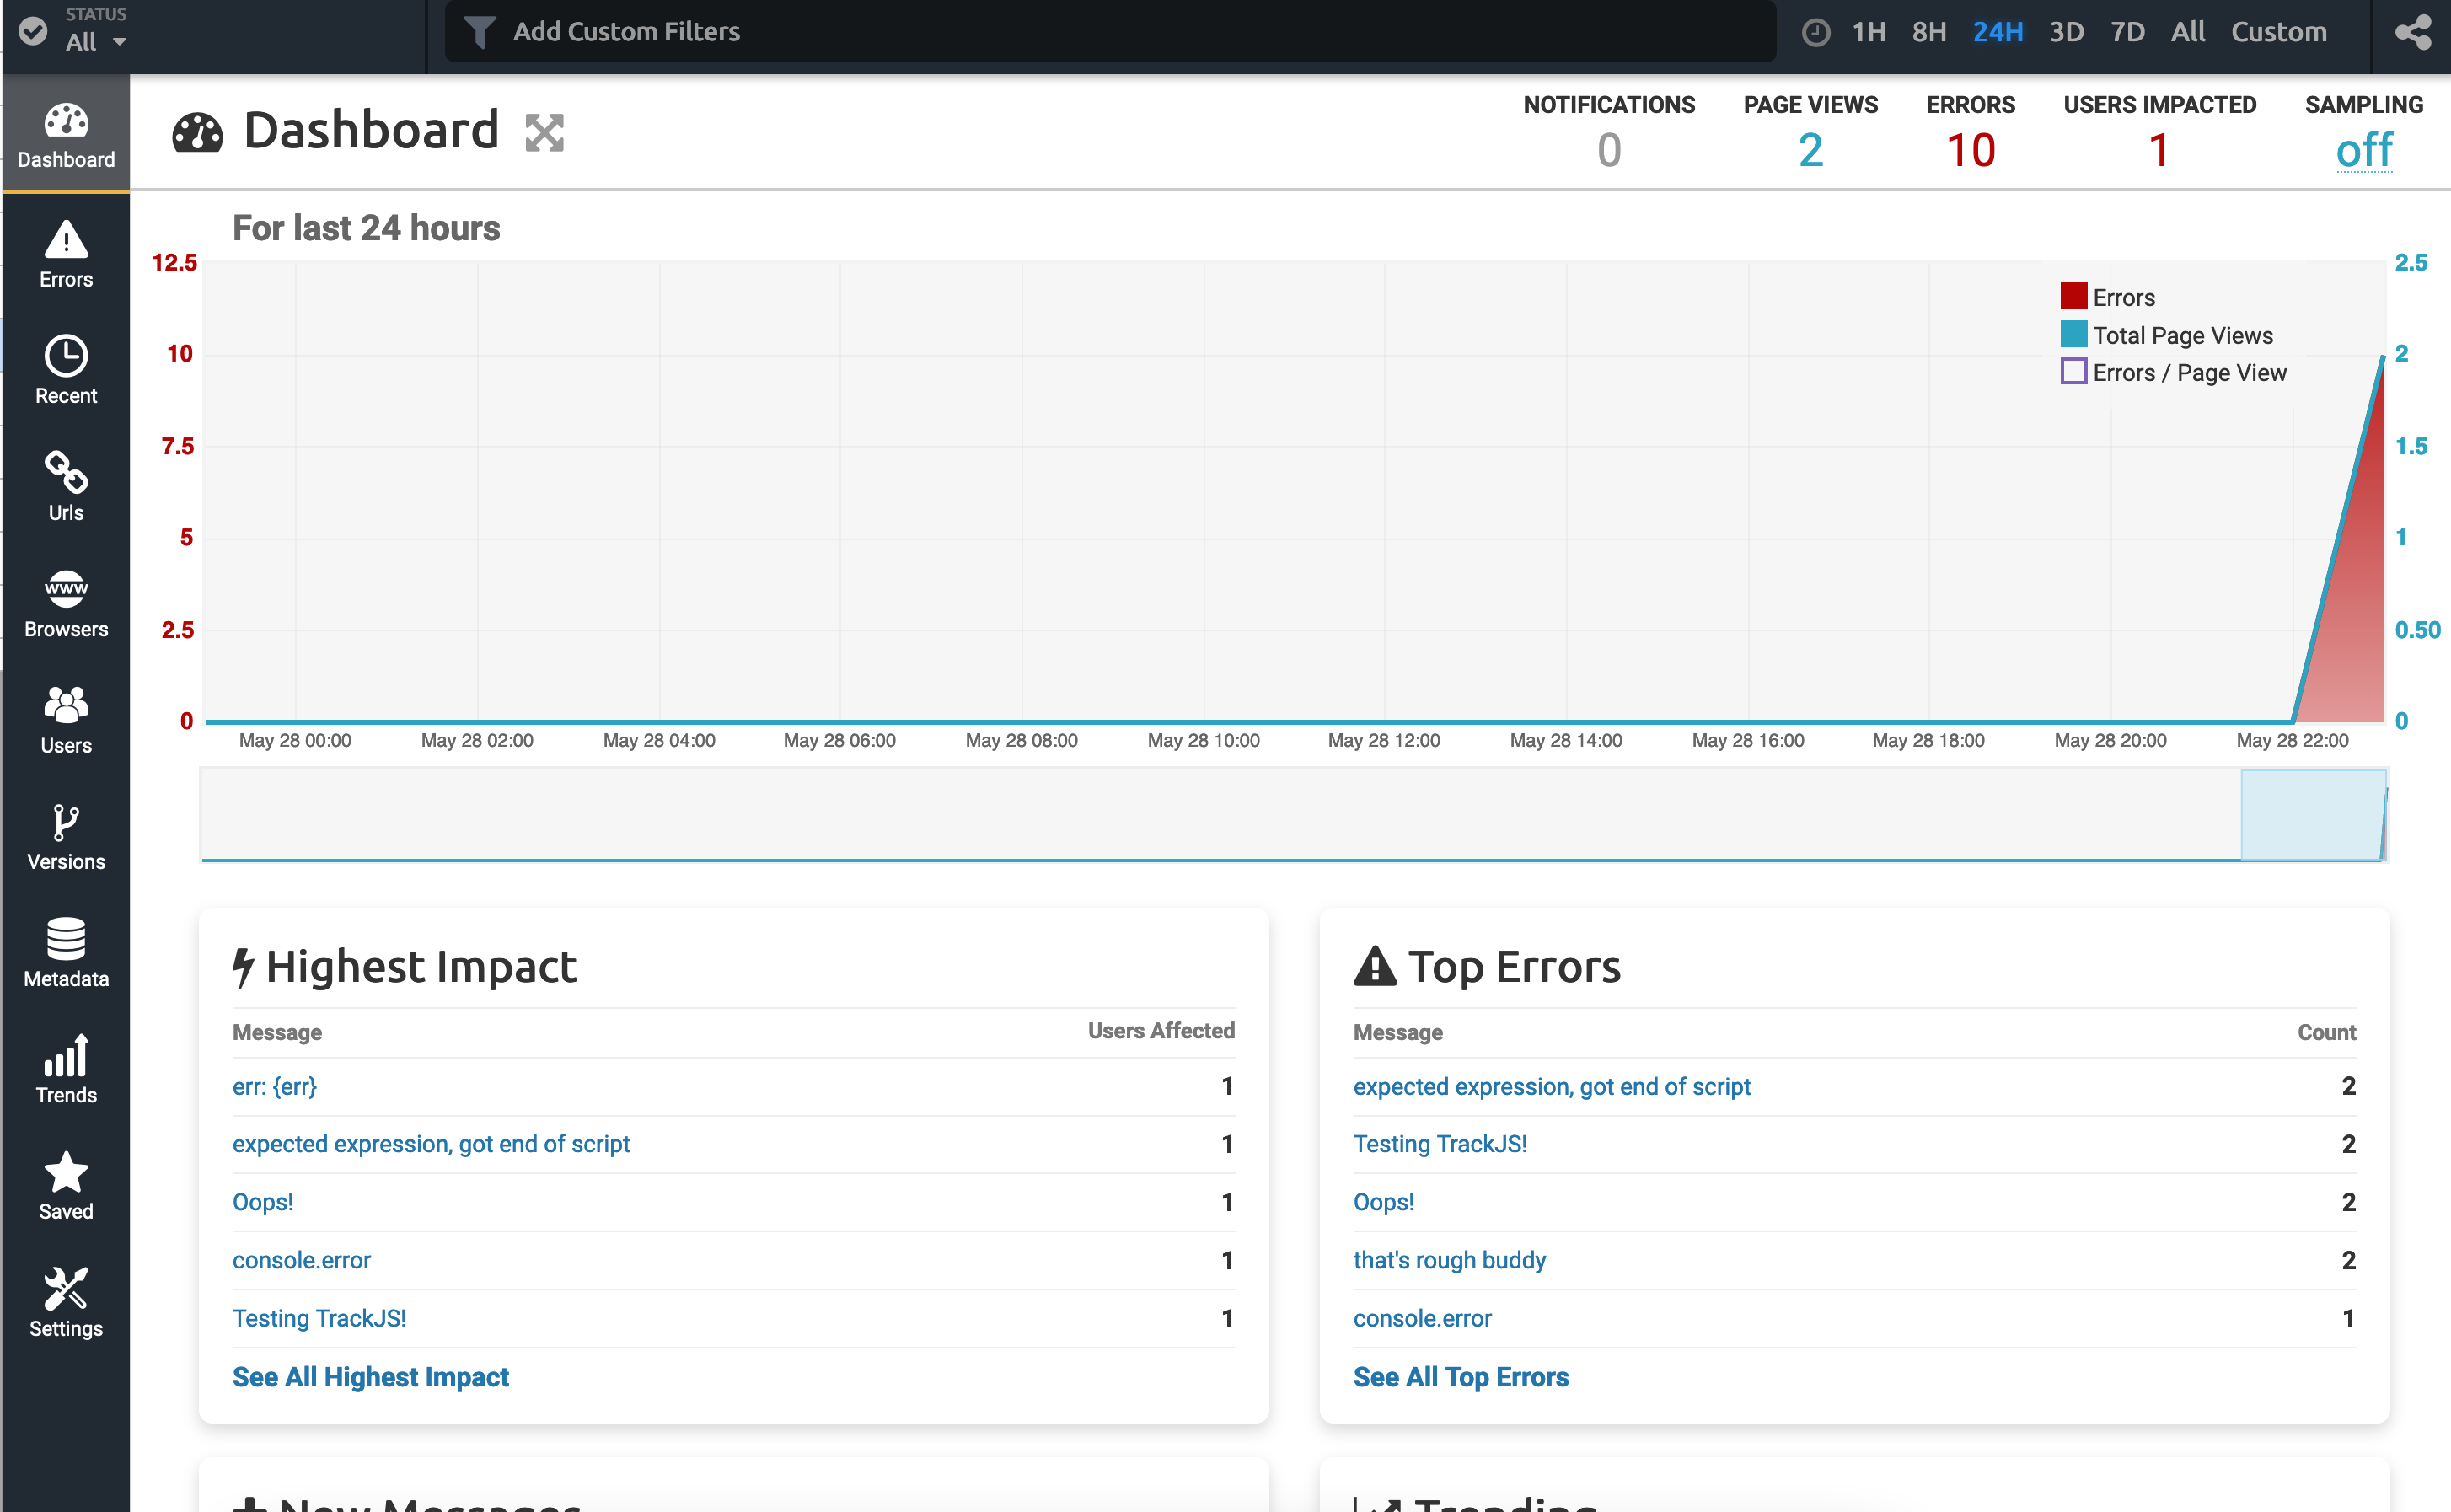 STATUS
All
Add Custom Filters
1H 8H 24H 3D 7D All Custom
Dashboard
Errors
Recent
Urls
www
Browsers
Users
Versions
Metadata
Trends
Saved
Settings
Dashboard
NOTIFICATIONS PAGE VIEWS ERRORS USERS IMPACTED SAMPLING
0 2 10 1 off
For last 24 hours
12.5
10
7.5
5
2.5
0
Errors
Total Page Views
Errors / Page View
2.5
2
1.5
1
0.50
0
May 28 00:00 May 28 02:00 May 28 04:00 May 28 06:00 May 28 08:00 May 28 10:00 May 28 12:00 May 28 14:00 May 28 16:00 May 28 18:00 May 28 20:00 May 28 22:00
Highest Impact
Message Users Affected
err: {err} 1
expected expression, got end of script 1
Oops! 1
console.error 1
Testing TrackJS! 1
See All Highest Impact
Top Errors
Message Count
expected expression, got end of script 2
Testing TrackJS! 2
Oops! 2
that's rough buddy 2
console.error 1
See All Top Errors
New Messages
Trending